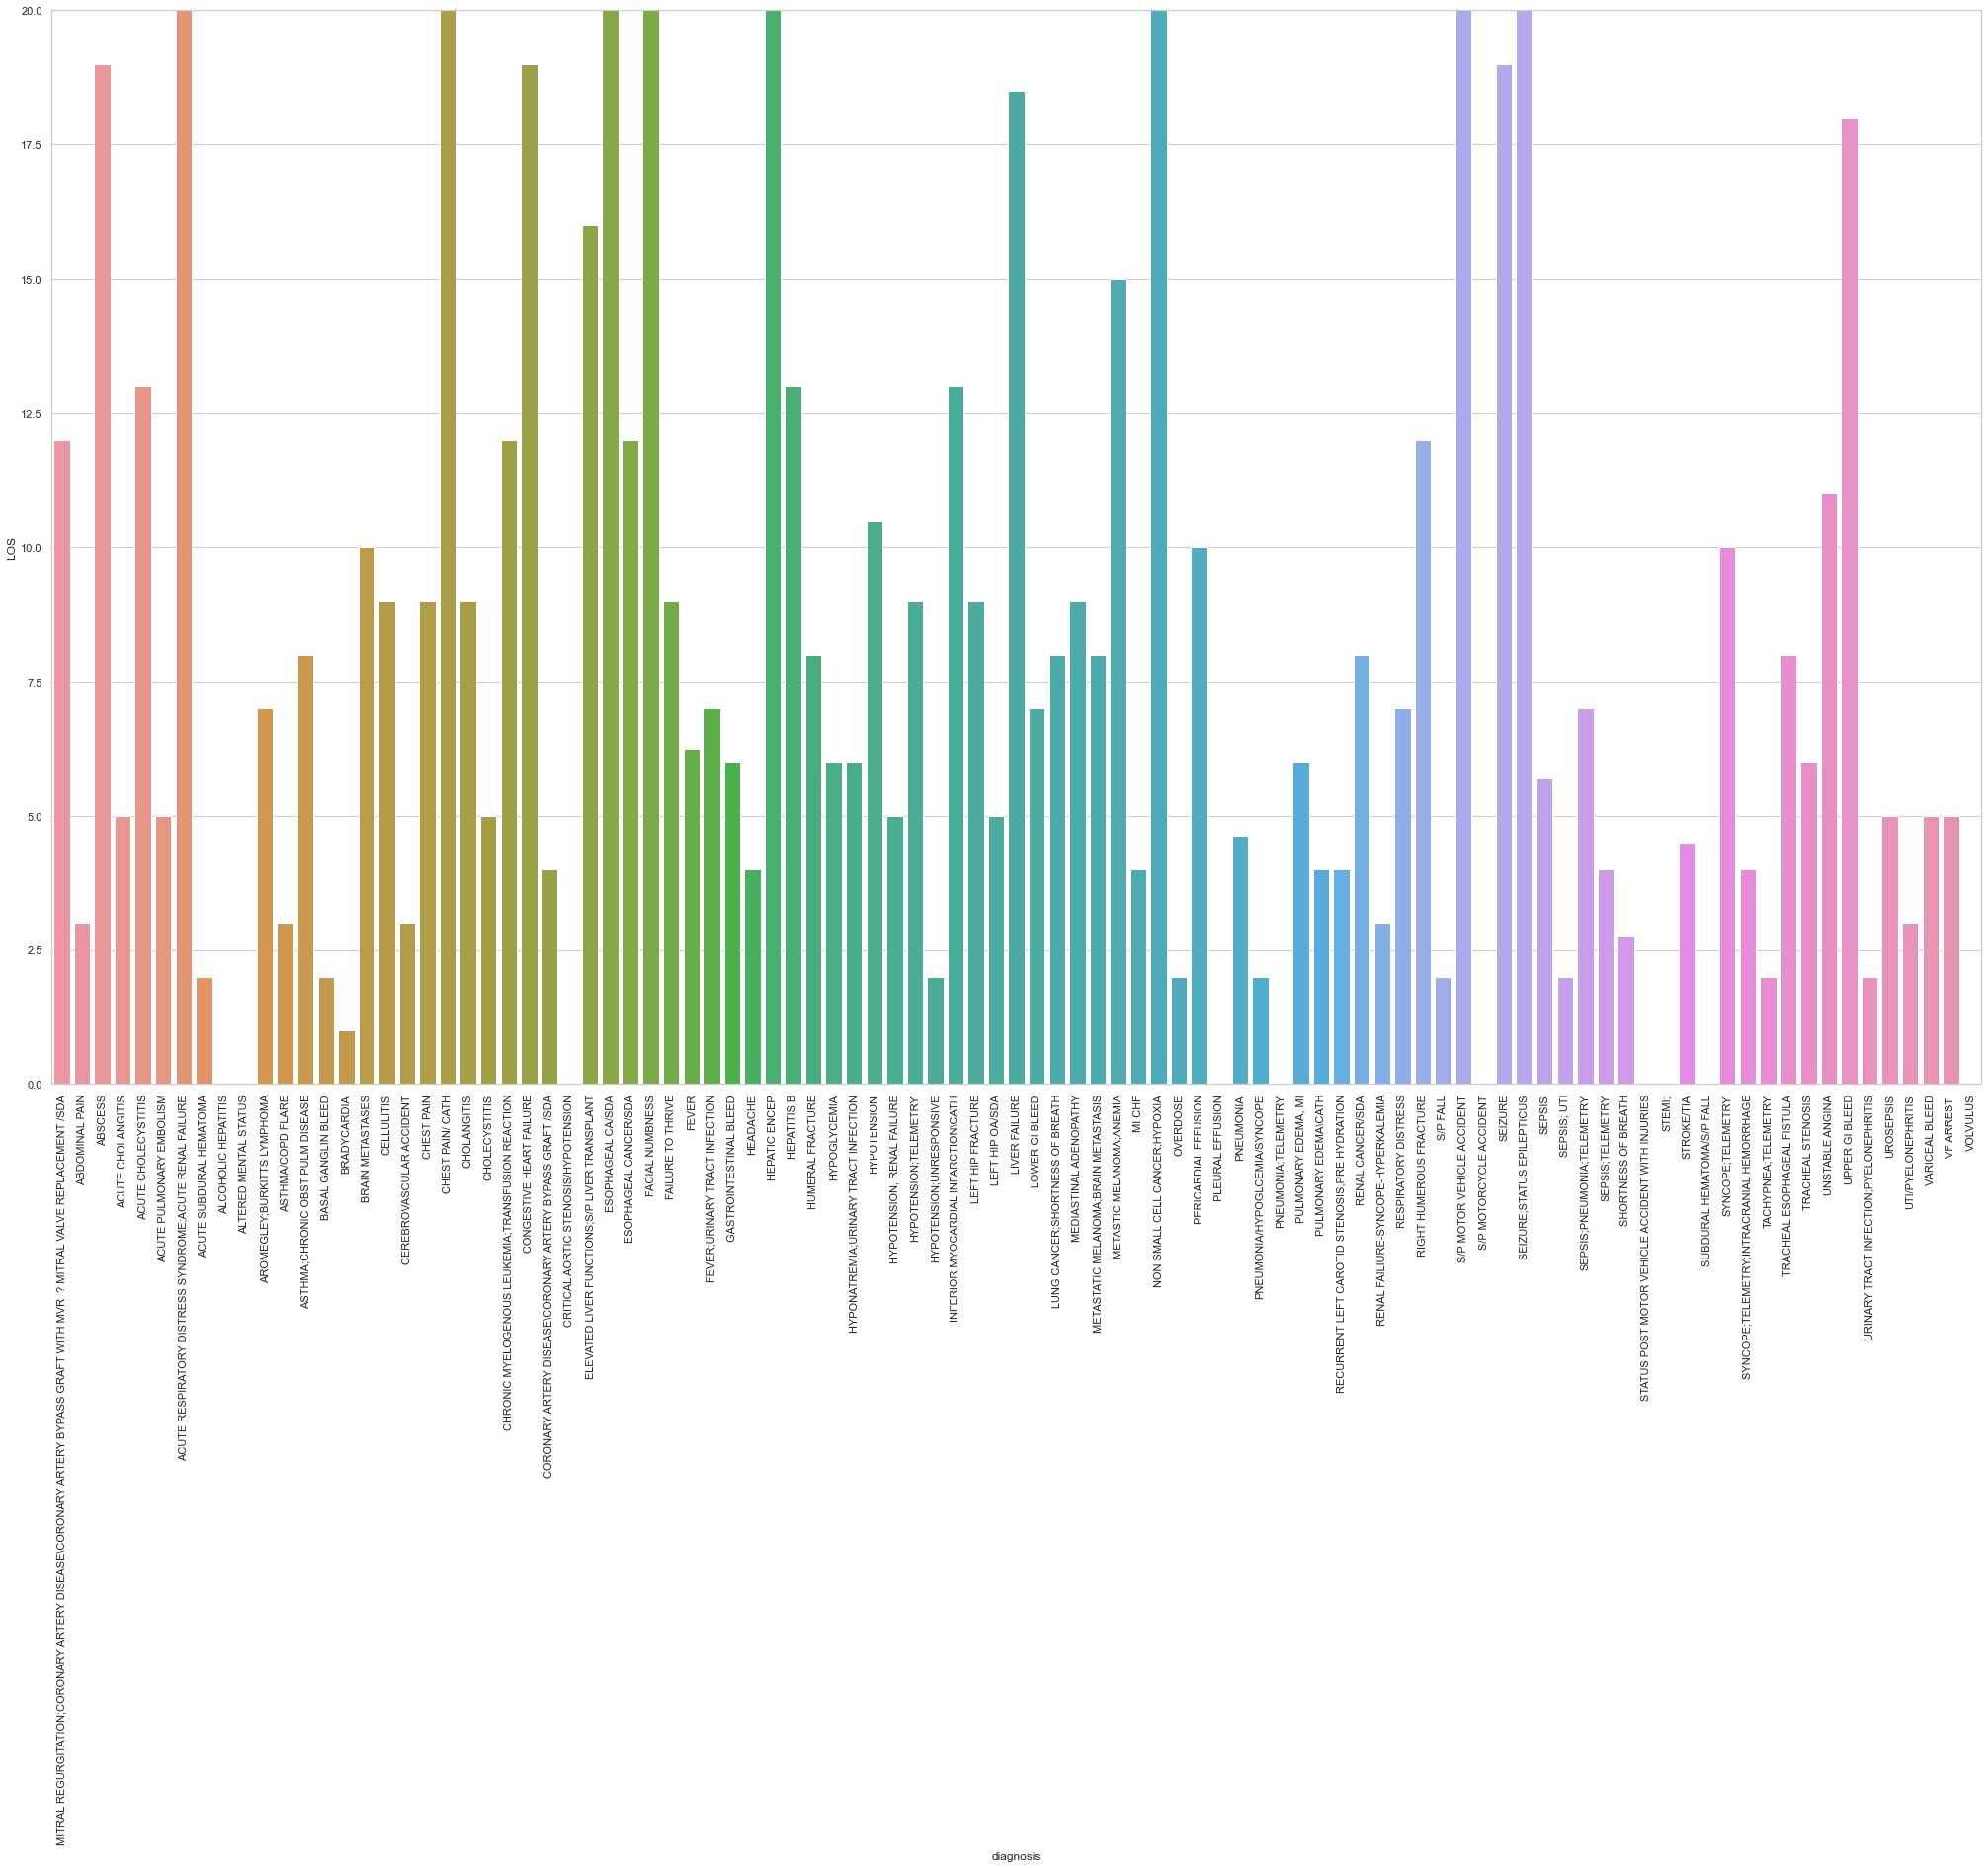 20.0
17.5
15.0
12.5
10.0
7.5
5.0
2.5
0.0
LOS
MITRAL REGURGITATION;CORONARY ARTERY DISEASE\CORONARY ARTERY BYPASS GRAFT WITH MVR ? MITRAL VALVE REPLACEMENT /SDA
ABDOMINAL PAIN
ABSCESS
ACUTE CHOLANGITIS
ACUTE CHOLECYSTITIS
ACUTE PULMONARY EMBOLISM
ACUTE RESPIRATORY DISTRESS SYNDROME;ACUTE RENAL FAILURE
ACUTE SUBDURAL HEMATOMA
ALCOHOLIC HEPATITIS
ALTERED MENTAL STATUS
AROMEGLEY;BURKITTS LYMPHOMA
ASTHMA/COPD FLARE
ASTHMA;CHRONIC OBST PULM DISEASE
BASAL GANGLIN BLEED
BRADYCARDIA
BRAIN METASTASES
CELLULITIS
CEREBROVASCULAR ACCIDENT
CHEST PAIN
CHEST PAIN/ CATH
CHOLANGITIS
CHOLECYSTITIS
CHRONIC MYELOGENOUS LEUKEMIA;TRANSFUSION REACTION
CONGESTIVE HEART FAILURE
CORONARY ARTERY DISEASE\CORONARY ARTERY BYPASS GRAFT /SDA
CRITICAL AORTIC STENOSIS/HYPOTENSION
ELEVATED LIVER FUNCTIONS;S/P LIVER TRANSPLANT
ESOPHAGEAL CA/SDA
ESOPHAGEAL CANCER/SDA
FACIAL NUMBNESS
FAILURE TO THRIVE
FEVER
FEVER;URINARY TRACT INFECTION
GASTROINTESTINAL BLEED
HEADACHE
HEPATIC ENCEP
HEPATITIS B
HUMERAL FRACTURE
HYPOGLYCEMIA
HYPONATREMIA;URINARY TRACT INFECTION
HYPOTENSION
HYPOTENSION, RENAL FAILURE
HYPOTENSION;TELEMETRY
HYPOTENSION;UNRESPONSIVE
INFERIOR MYOCARDIAL INFARCTION\CATH
LEFT HIP FRACTURE
LEFT HIP OA/SDA
LIVER FAILURE
LOWER GI BLEED
LUNG CANCER;SHORTNESS OF BREATH
MEDIASTINAL ADENOPATHY
METASTATIC MELANOMA;BRAIN METASTASIS
METASTIC MELANOMA;ANEMIA
MI CHF
NON SMALL CELL CANCER;HYPOXIA
OVERDOSE
PERICARDIAL EFFUSION
PLEURAL EFFUSION
PNEUMONIA
PNEUMONIA/HYPOGLCEMIA/SYNCOPE
PNEUMONIA;TELEMETRY
PULMONARY EDEMA, MI
PULMONARY EDEMA\CATH
RECURRENT LEFT CAROTID STENOSIS,PRE HYDRATION
RENAL CANCER/SDA
RENAL FAILIURE-SYNCOPE-HYPERKALEMIA
RESPIRATORY DISTRESS
RIGHT HUMEROUS FRACTURE
S/P FALL
S/P MOTOR VEHICLE ACCIDENT
S/P MOTORCYCLE ACCIDENT
SEIZURE
SEIZURE;STATUS EPILEPTICUS
SEPSIS
SEPSIS; UTI
SEPSIS;PNEUMONIA;TELEMETRY
SEPSIS;TELEMETRY
SHORTNESS OF BREATH
STATUS POST MOTOR VEHICLE ACCIDENT WITH INJURIES
STEMI;
STROKE/TIA
SUBDURAL HEMATOMA/S/P FALL
SYNCOPE;TELEMETRY
SYNCOPE;TELEMETRY;INTRACRANIAL HEMORRHAGE
TACHYPNEA;TELEMETRY
TRACHEAL ESOPHAGEAL FISTULA
TRACHEAL STENOSIS
UNSTABLE ANGINA
UPPER GI BLEED
URINARY TRACT INFECTION;PYELONEPHRITIS
UROSEPSIS
UTI/PYELONEPHRITIS
VARICEAL BLEED
VF ARREST
VOLVULUS
diagnosis